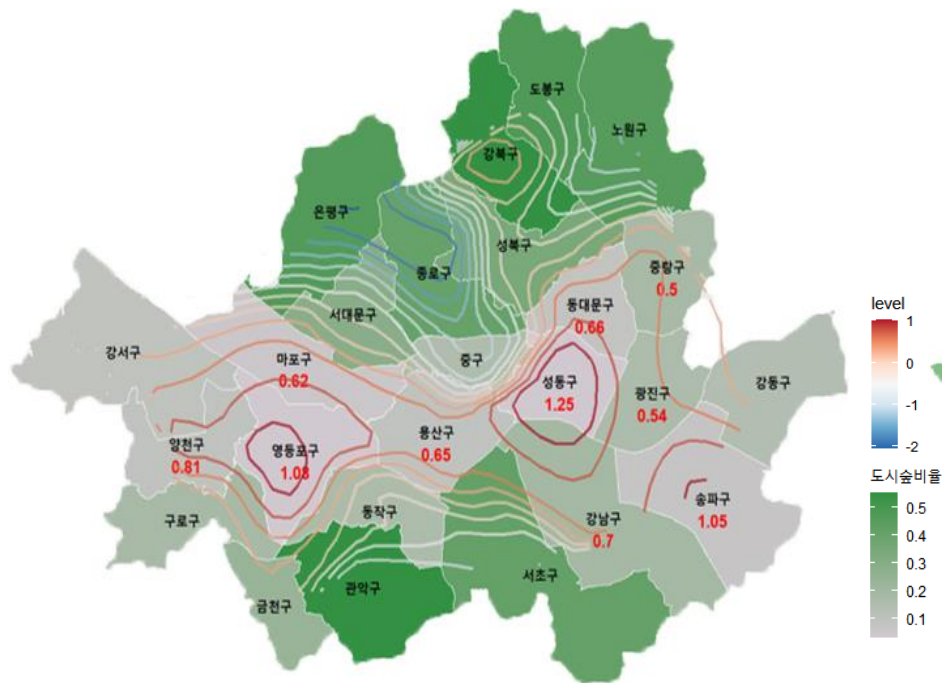 도봉구
노원구
강북구
은평구
성북구
중랑구
0.5
종로구
동대문구
0.66
서대문구
강서구
마포구
0.62
중구
성동구
1.25
광진구
0.54
강동구
용산구
0.65
양천구
0.81
영등포구
1.08
송파구
1.05
동작구
강남구
0.7
구로구
서초구
관악구
금천구
level
1
0
-1
-2
도시숲비율
0.5
0.4
0.3
0.2
0.1